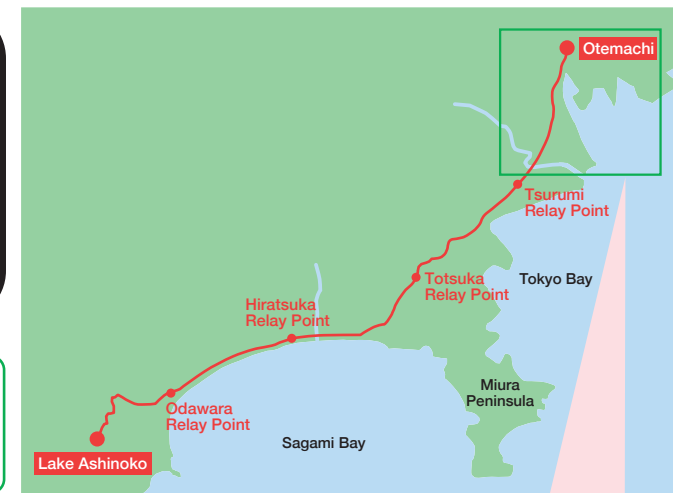 Otemachi
Tsurumi
Relay Point
Totsuka
Relay Point
Tokyo Bay
Hiratsuka
Relay Point
Miura
Peninsula
Odawara
Relay Point
Sagami Bay
Lake Ashinoko